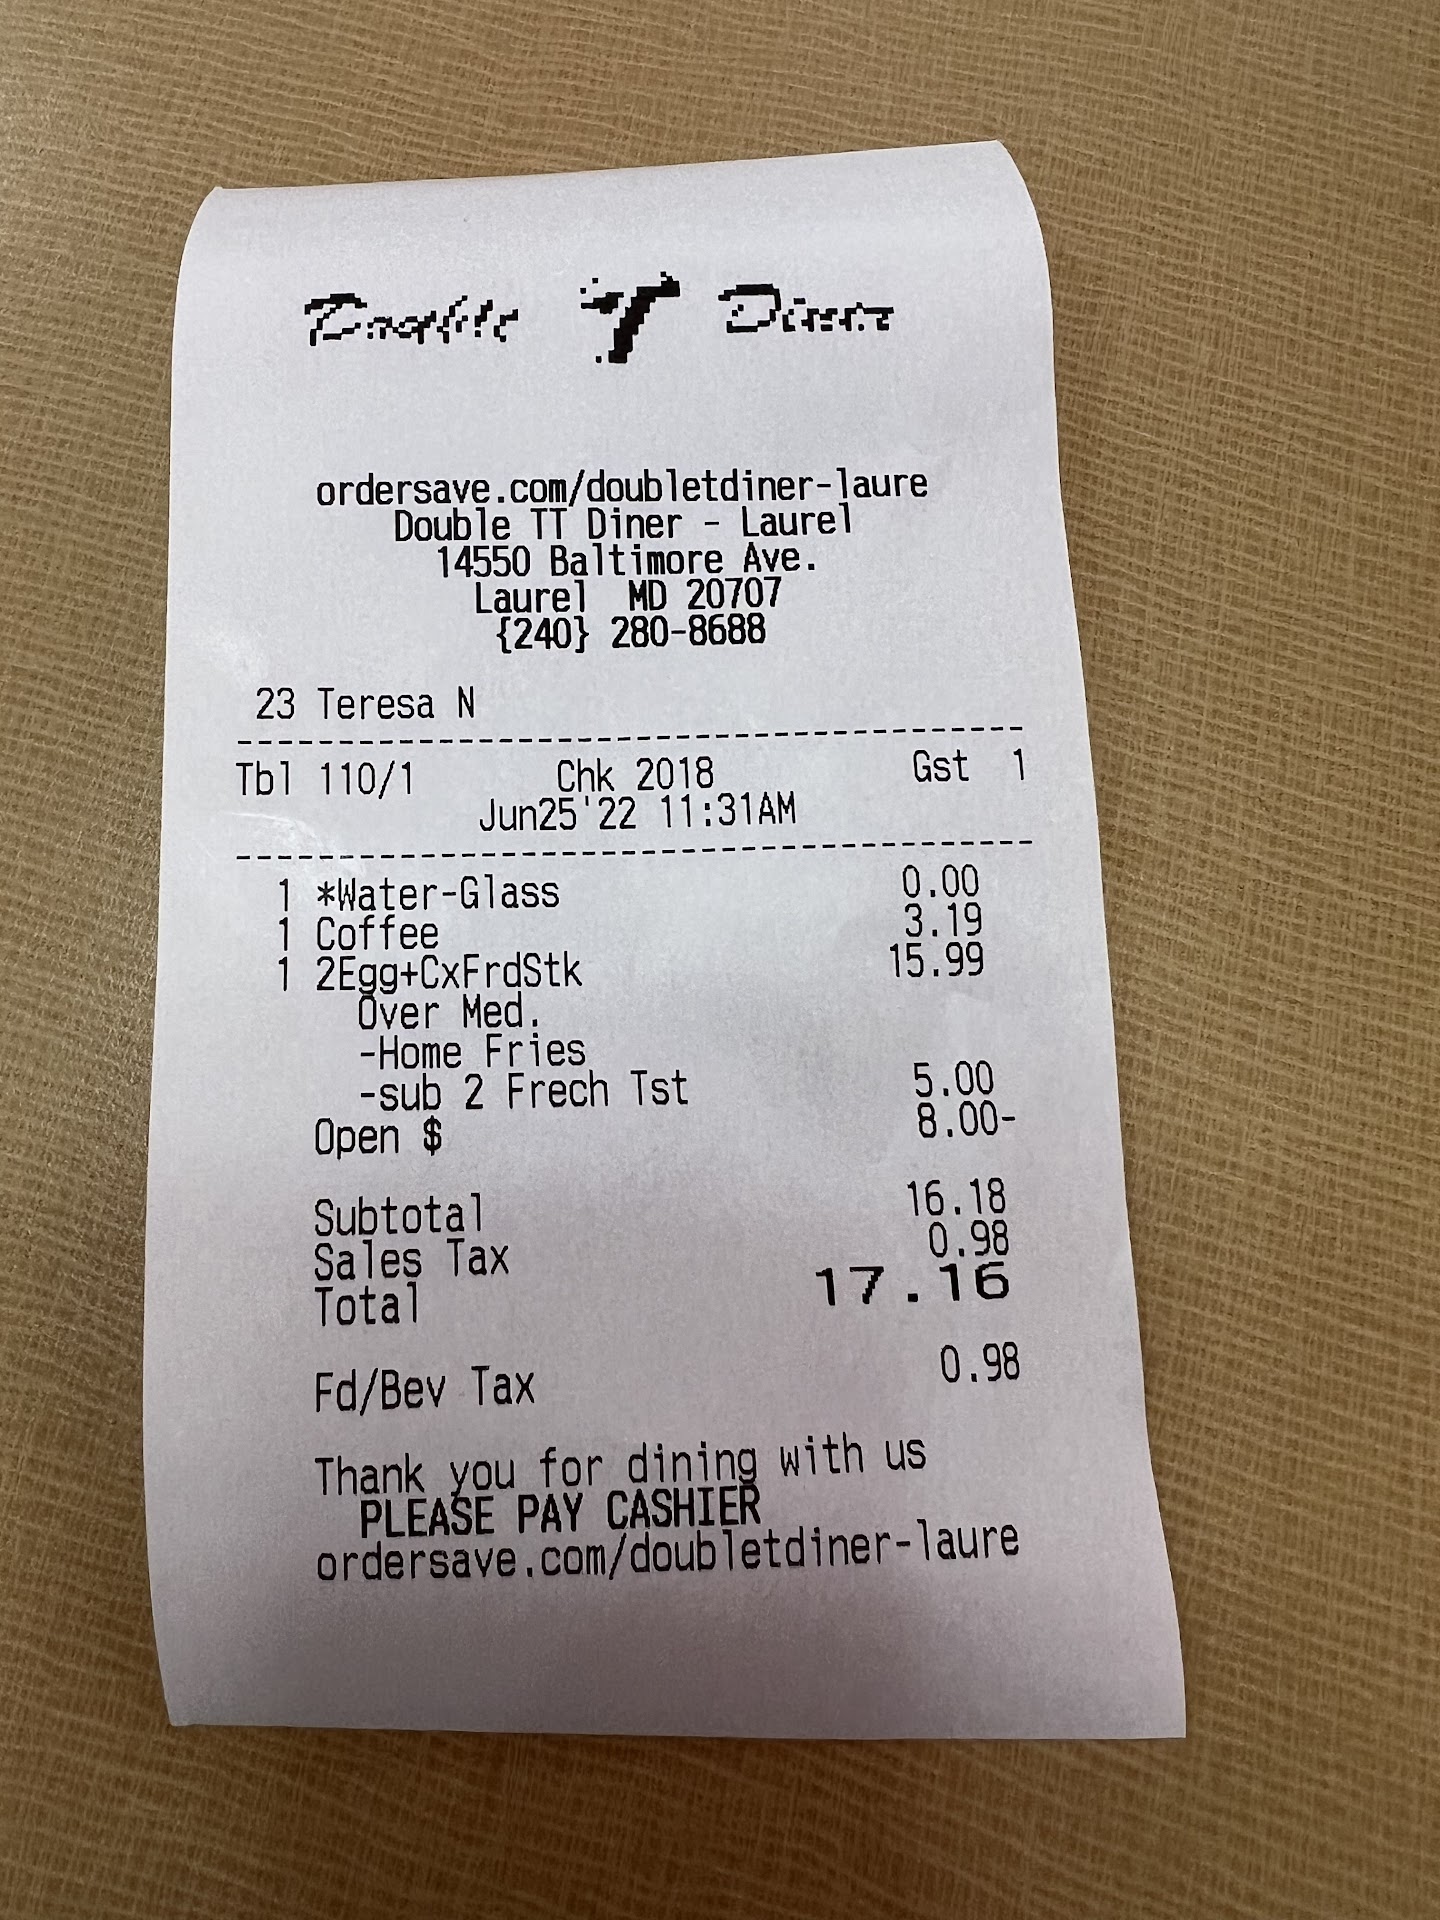 Double T Diner
ordersave.com/doubletdiner-laure
Double TT Diner - Laurel
14550 Baltimore Ave.
Laurel MD 20707
{240} 280-8688
23 Teresa N
Tbl 110/1 Chk 2018 Gst 1
Jun25'22 11:31AM
1 *Water-Glass 0.00
1 Coffee 3.19
1 2Egg+CxFrdStk 15.99
Over Med.
-Home Fries
-sub 2 Frech Tst 5.00
Open $ 8.00-
Subtotal 16.18
Sales Tax 0.98
Total 17.16
Fd/Bev Tax 0.98
Thank you for dining with us
PLEASE PAY CASHIER
ordersave.com/doubletdiner-laure